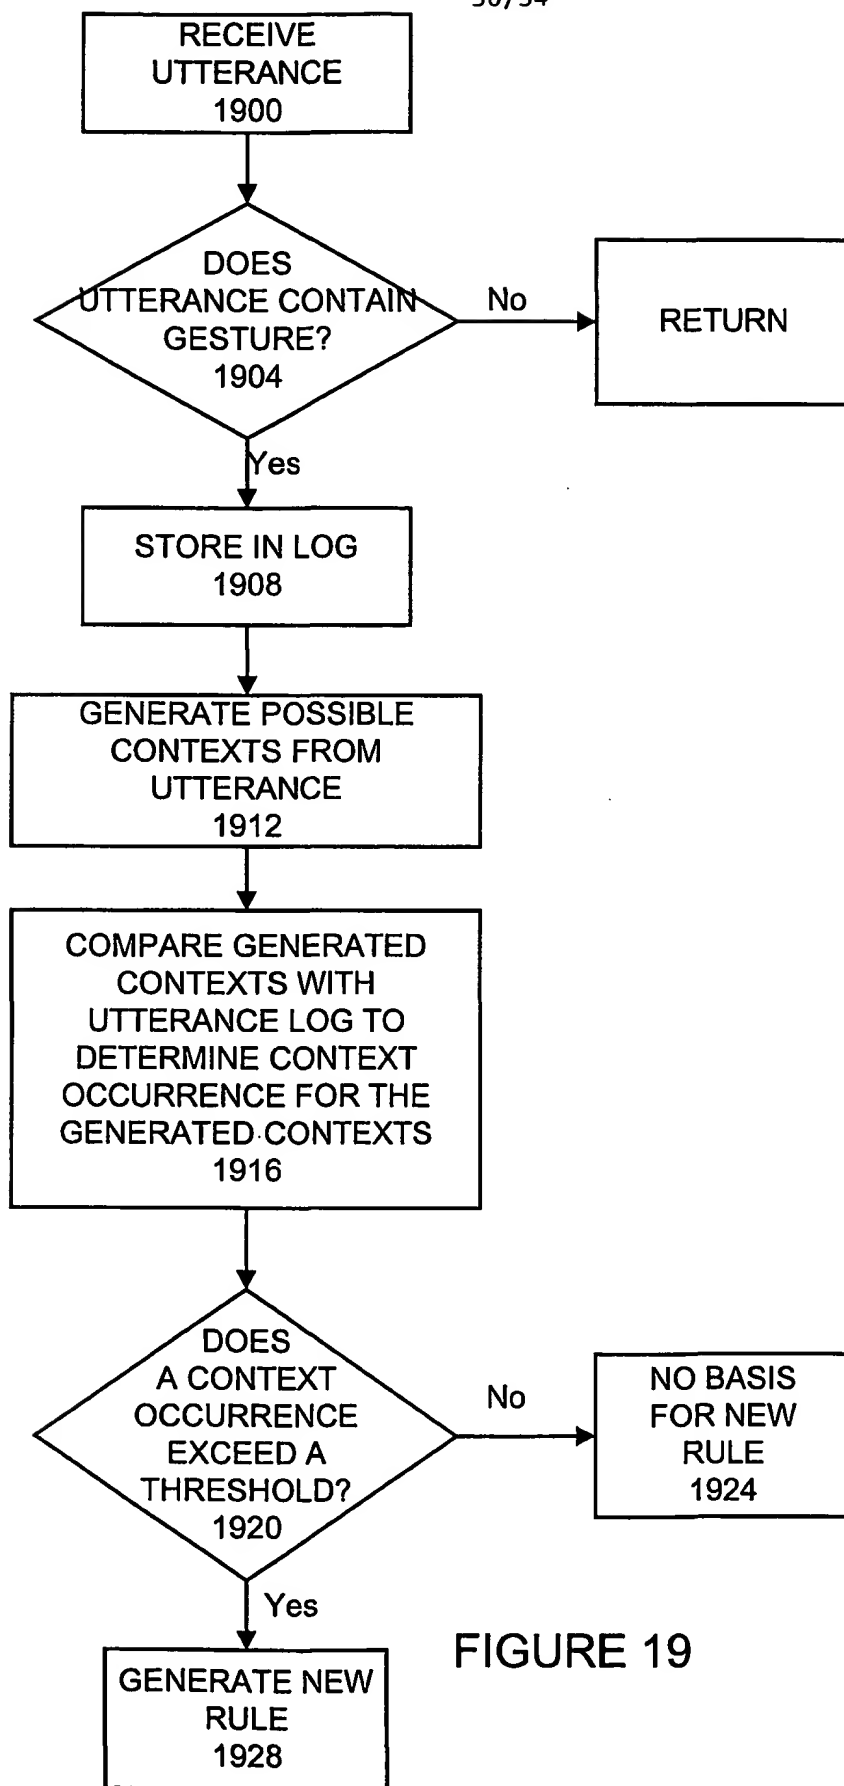 RECEIVE
UTTERANCE
1900
DOES
UTTERANCE CONTAIN
GESTURE?
1904
No
RETURN
Yes
STORE IN LOG
1908
GENERATE POSSIBLE
CONTEXTS FROM
UTTERANCE
1912
COMPARE GENERATED
CONTEXTS WITH
UTTERANCE LOG TO
DETERMINE CONTEXT
OCCURRENCE FOR THE
GENERATED CONTEXTS
1916
DOES
A CONTEXT
OCCURRENCE
EXCEED A
THRESHOLD?
1920
No
NO BASIS
FOR NEW
RULE
1924
Yes
GENERATE NEW
RULE
1928
FIGURE 19